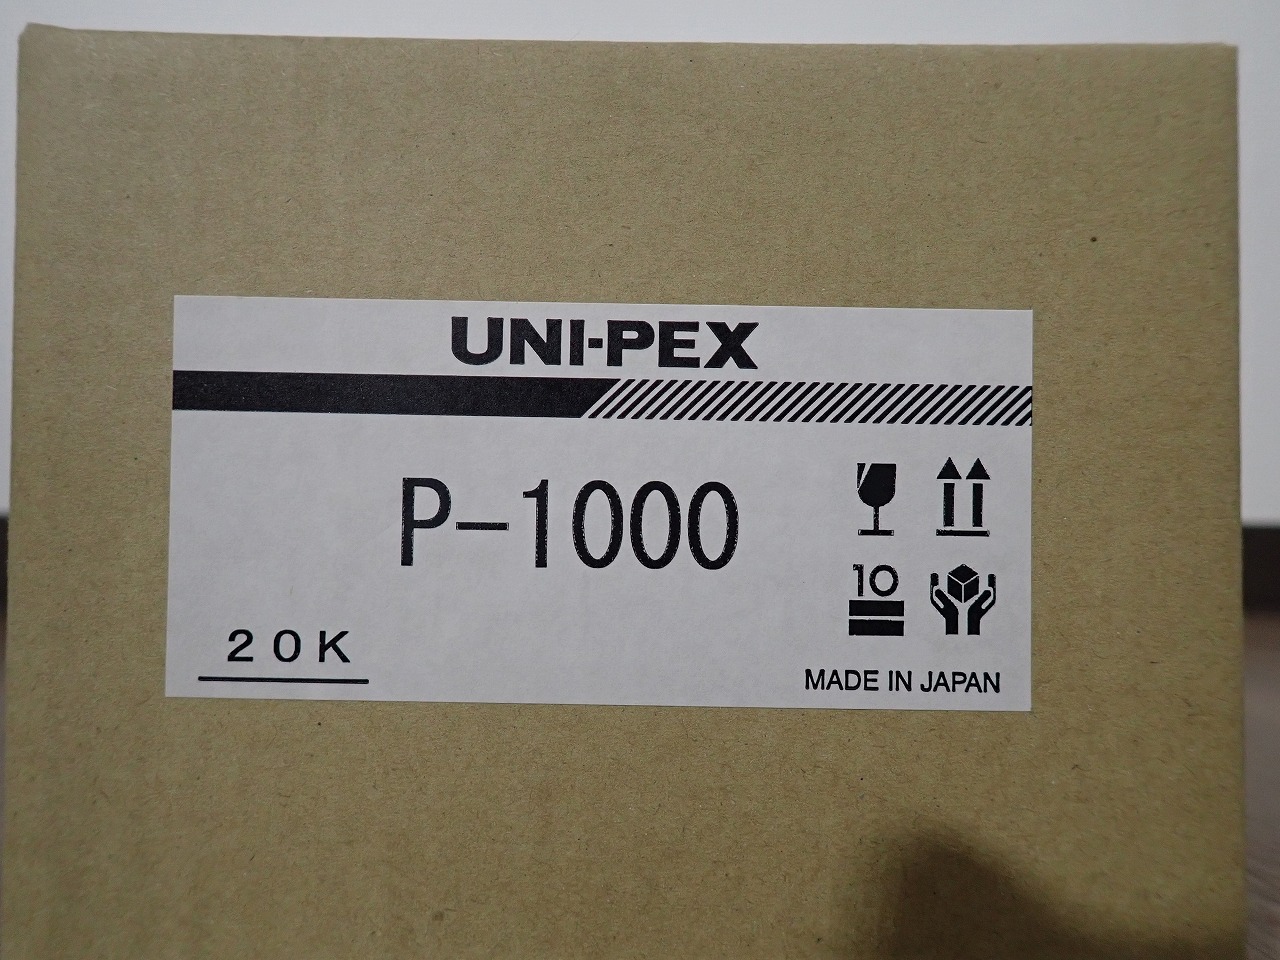 UNI-PEX
P-1000
10
２０Ｋ
MADE IN JAPAN